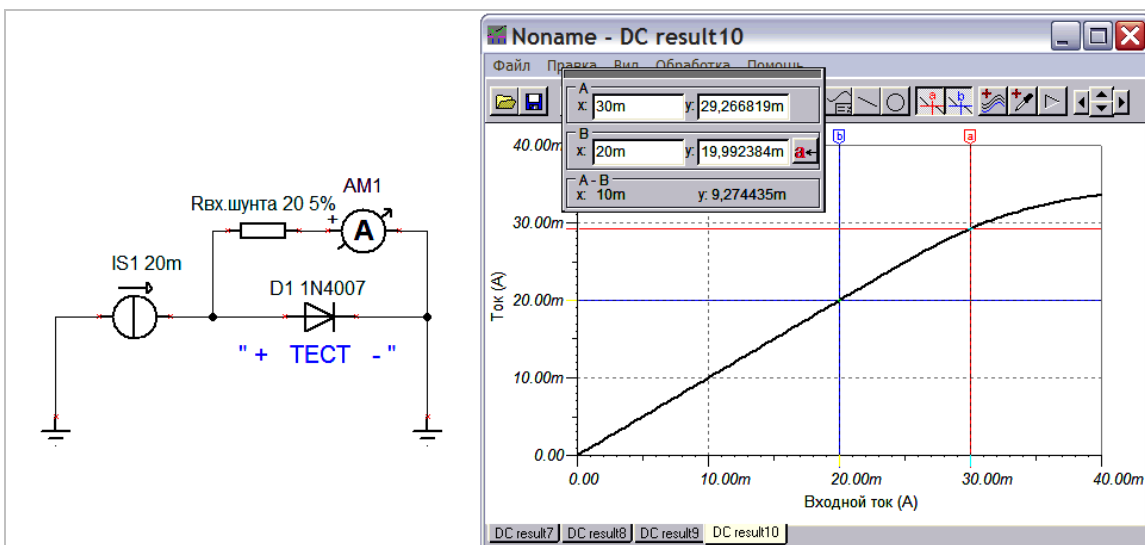 Noname - DC result10
Файл Правка Вид Обработка Помощь
A
x: 30m y: 29,266819m
B
x: 20m y: 19,992384m a
A - B
x: 10m y: 9,274435m
a b
b a
40.00m
30.00m
20.00m
10.00m
0.00
Ток (A)
0.00 10.00m 20.00m 30.00m 40.00m
Входной ток (A)
DC result7 DC result8 DC result9 DC result10
AM1
Rвх.шунта 20 5%
+
A
IS1 20m
D1 1N4007
" + ТЕСТ - "